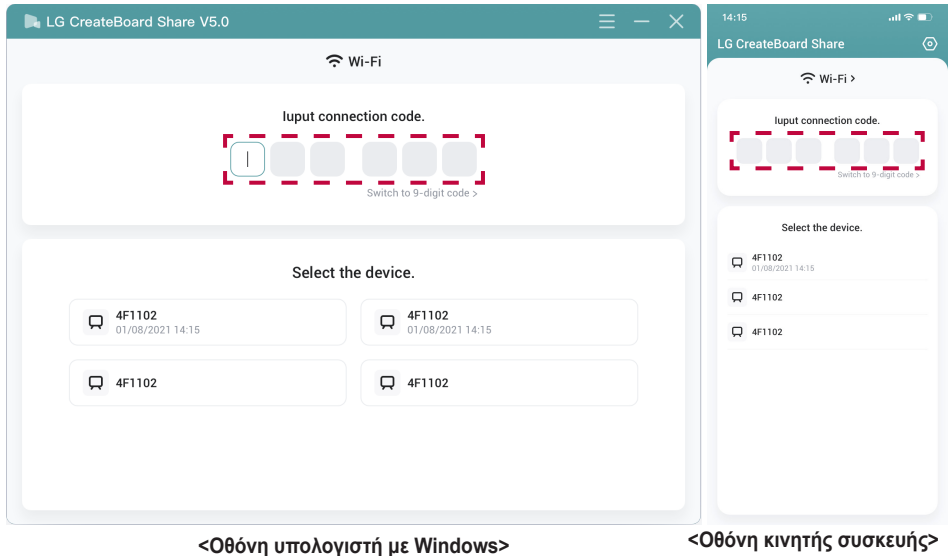 LG CreateBoard Share V5.0
Wi-Fi
Iuput connection code.
Switch to 9-digit code >
Select the device.
4F1102
01/08/2021 14:15
4F1102
01/08/2021 14:15
4F1102
4F1102
<Οθόνη υπολογιστή με Windows>
14:15
LG CreateBoard Share
Wi-Fi >
Iuput connection code.
Switch to 9-digit code >
Select the device.
4F1102
01/08/2021 14:15
4F1102
4F1102
<Οθόνη κινητής συσκευής>